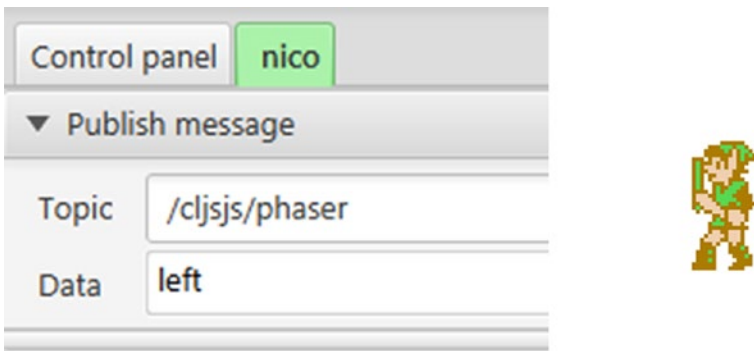 Control panel nico
Publish message
Topic /cljsjs/phaser
Data left